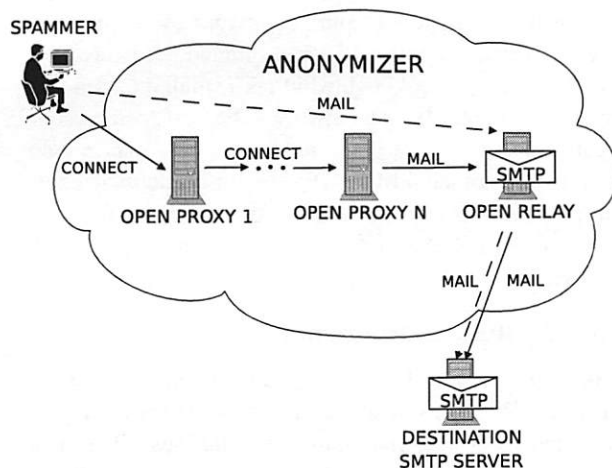 SPAMMER
ANONYMIZER
MAIL
CONNECT
CONNECT
MAIL
SMTP
OPEN PROXY 1
OPEN PROXY N
OPEN RELAY
MAIL
MAIL
SMTP
DESTINATION
SMTP SERVER